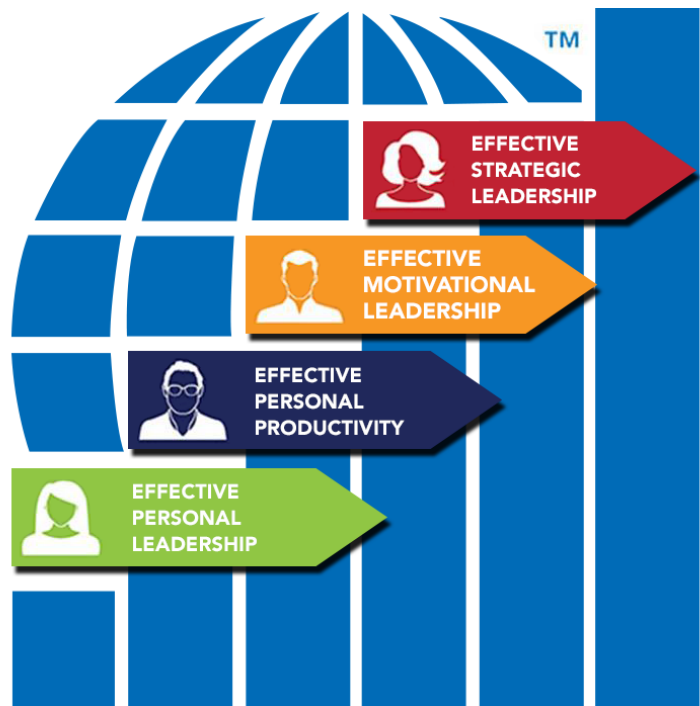 TM
EFFECTIVE
STRATEGIC
LEADERSHIP
EFFECTIVE
MOTIVATIONAL
LEADERSHIP
EFFECTIVE
PERSONAL
PRODUCTIVITY
EFFECTIVE
PERSONAL
LEADERSHIP